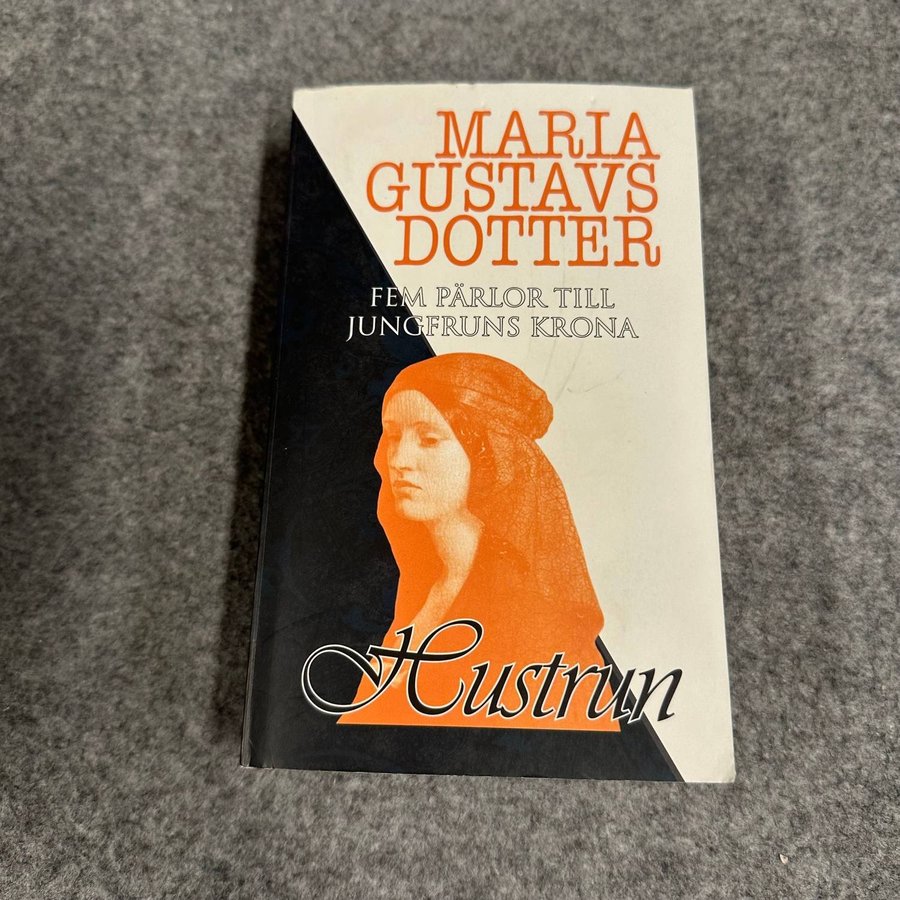 MARIA
GUSTAVS
DOTTER
FEM PÄRLOR TILL
JUNGFRUNS KRONA
Hustrun